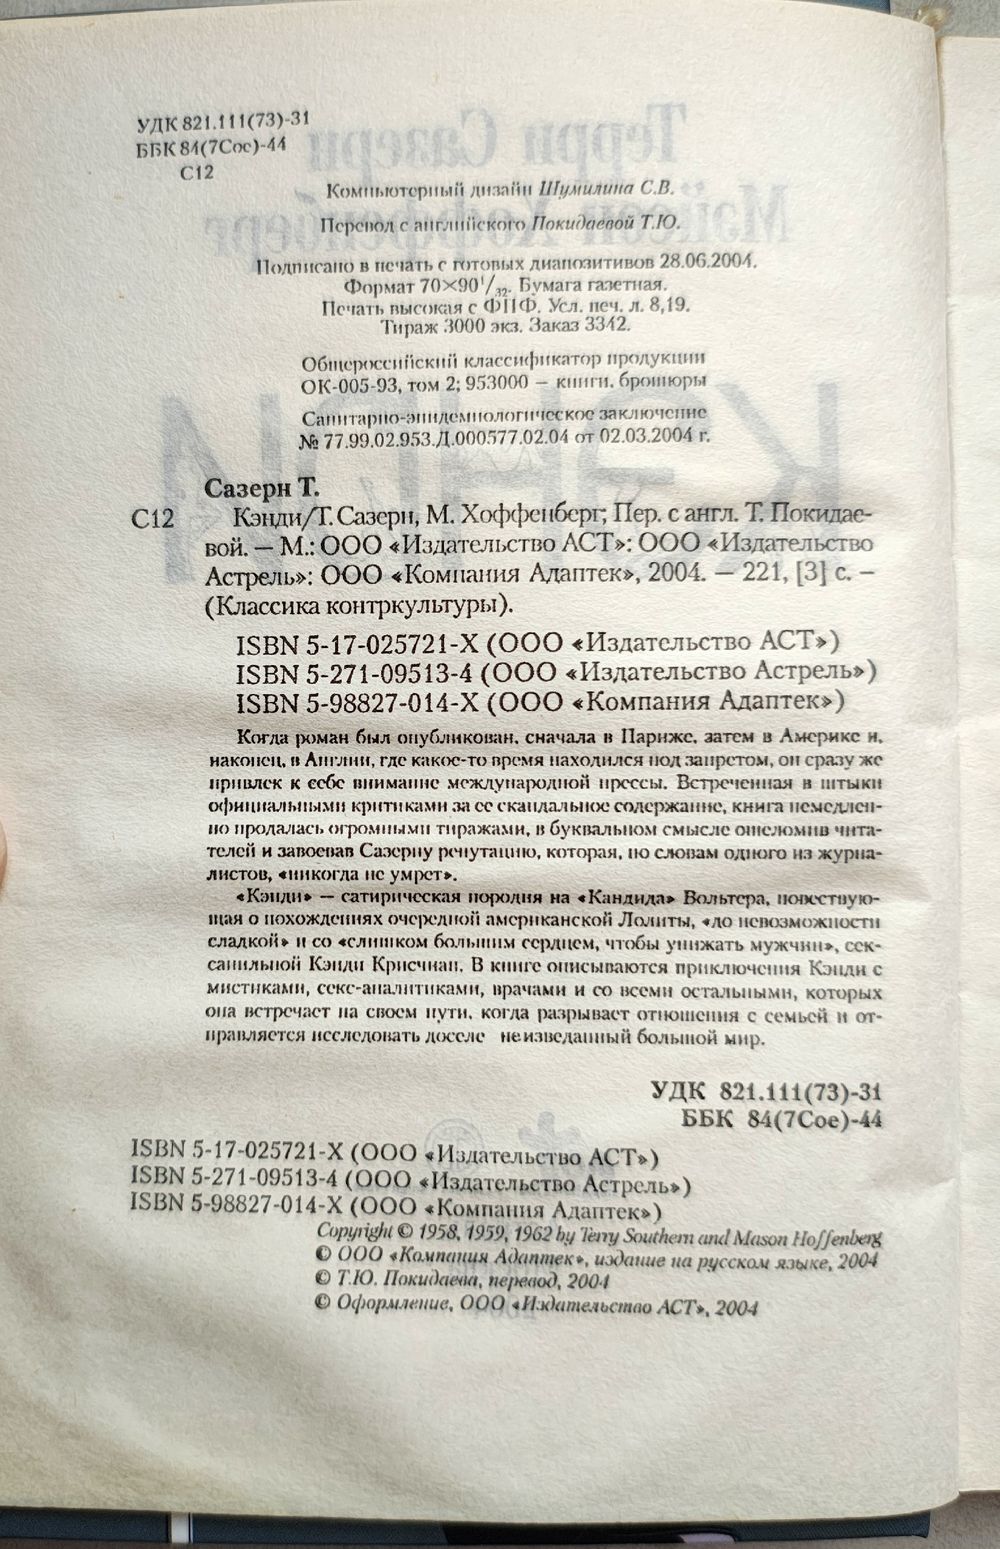 УДК 821.111(73)-31
ББК 84(7Сое)-44
С12
Компьютерный дизайн Шумилина С.В.
Перевод с английского Покидаевой Т.Ю.
Подписано в печать с готовых диапозитивов 28.06.2004.
Формат 70×90 1/32. Бумага газетная.
Печать высокая с ФПФ. Усл. печ. л. 8,19.
Тираж 3000 экз. Заказ 3342.
Общероссийский классификатор продукции
ОК-005-93, том 2; 953000 – книги, брошюры
Санитарно-эпидемиологическое заключение
№ 77.99.02.953.Д.000577.02.04 от 02.03.2004 г.
Сазерн Т.
С12 Кэнди/Т. Сазерн, М. Хоффенберг; Пер. с англ. Т. Покидае-
вой. – М.: ООО «Издательство АСТ»: ООО «Издательство
Астрель»: ООО «Компания Адаптек», 2004. – 221, [3] с. –
(Классика контркультуры).
ISBN 5-17-025721-X (ООО «Издательство АСТ»)
ISBN 5-271-09513-4 (ООО «Издательство Астрель»)
ISBN 5-98827-014-X (ООО «Компания Адаптек»)
Когда роман был опубликован, сначала в Париже, затем в Америке и,
наконец, в Англии, где какое-то время находился под запретом, он сразу же
привлек к себе внимание международной прессы. Встреченная в штыки
официальными критиками за ее скандальное содержание, книга немедлен-
но продалась огромными тиражами, в буквальном смысле ошеломив чита-
телей и завоевав Сазерну репутацию, которая, по словам одного из журна-
листов, «никогда не умрет».
«Кэнди» – сатирическая пародия на «Кандида» Вольтера, повествую-
щая о похождениях очередной американской Лолиты, «до невозможности
сладкой» и со «слишком большим сердцем, чтобы унижать мужчин», сек-
сапильной Кэнди Крисчиан. В книге описываются приключения Кэнди с
мистиками, секс-аналитиками, врачами и со всеми остальными, которых
она встречает на своем пути, когда разрывает отношения с семьей и от-
правляется исследовать доселе неизведанный большой мир.
УДК 821.111(73)-31
ББК 84(7Сое)-44
ISBN 5-17-025721-X (ООО «Издательство АСТ»)
ISBN 5-271-09513-4 (ООО «Издательство Астрель»)
ISBN 5-98827-014-X (ООО «Компания Адаптек»)
Copyright © 1958, 1959, 1962 by Terry Southern and Mason Hoffenberg
© ООО «Компания Адаптек», издание на русском языке, 2004
© Т.Ю. Покидаева, перевод, 2004
© Оформление, ООО «Издательство АСТ», 2004